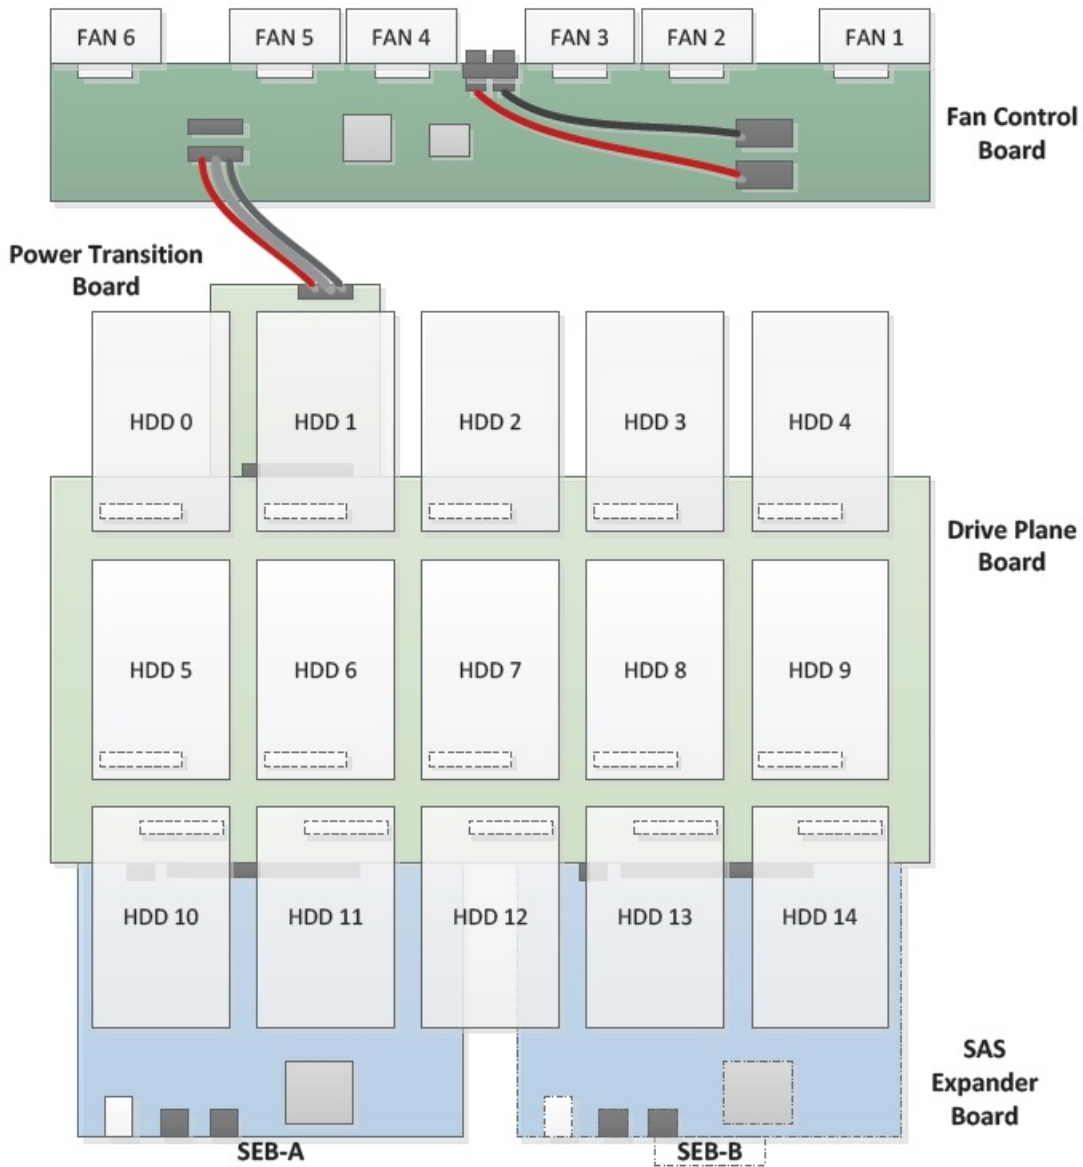 FAN 6
FAN 5
FAN 4
FAN 3
FAN 2
FAN 1
Fan Control
Board
Power Transition
Board
HDD 0
HDD 1
HDD 2
HDD 3
HDD 4
Drive Plane
Board
HDD 5
HDD 6
HDD 7
HDD 8
HDD 9
HDD 10
HDD 11
HDD 12
HDD 13
HDD 14
SAS
Expander
Board
SEB-A
SEB-B